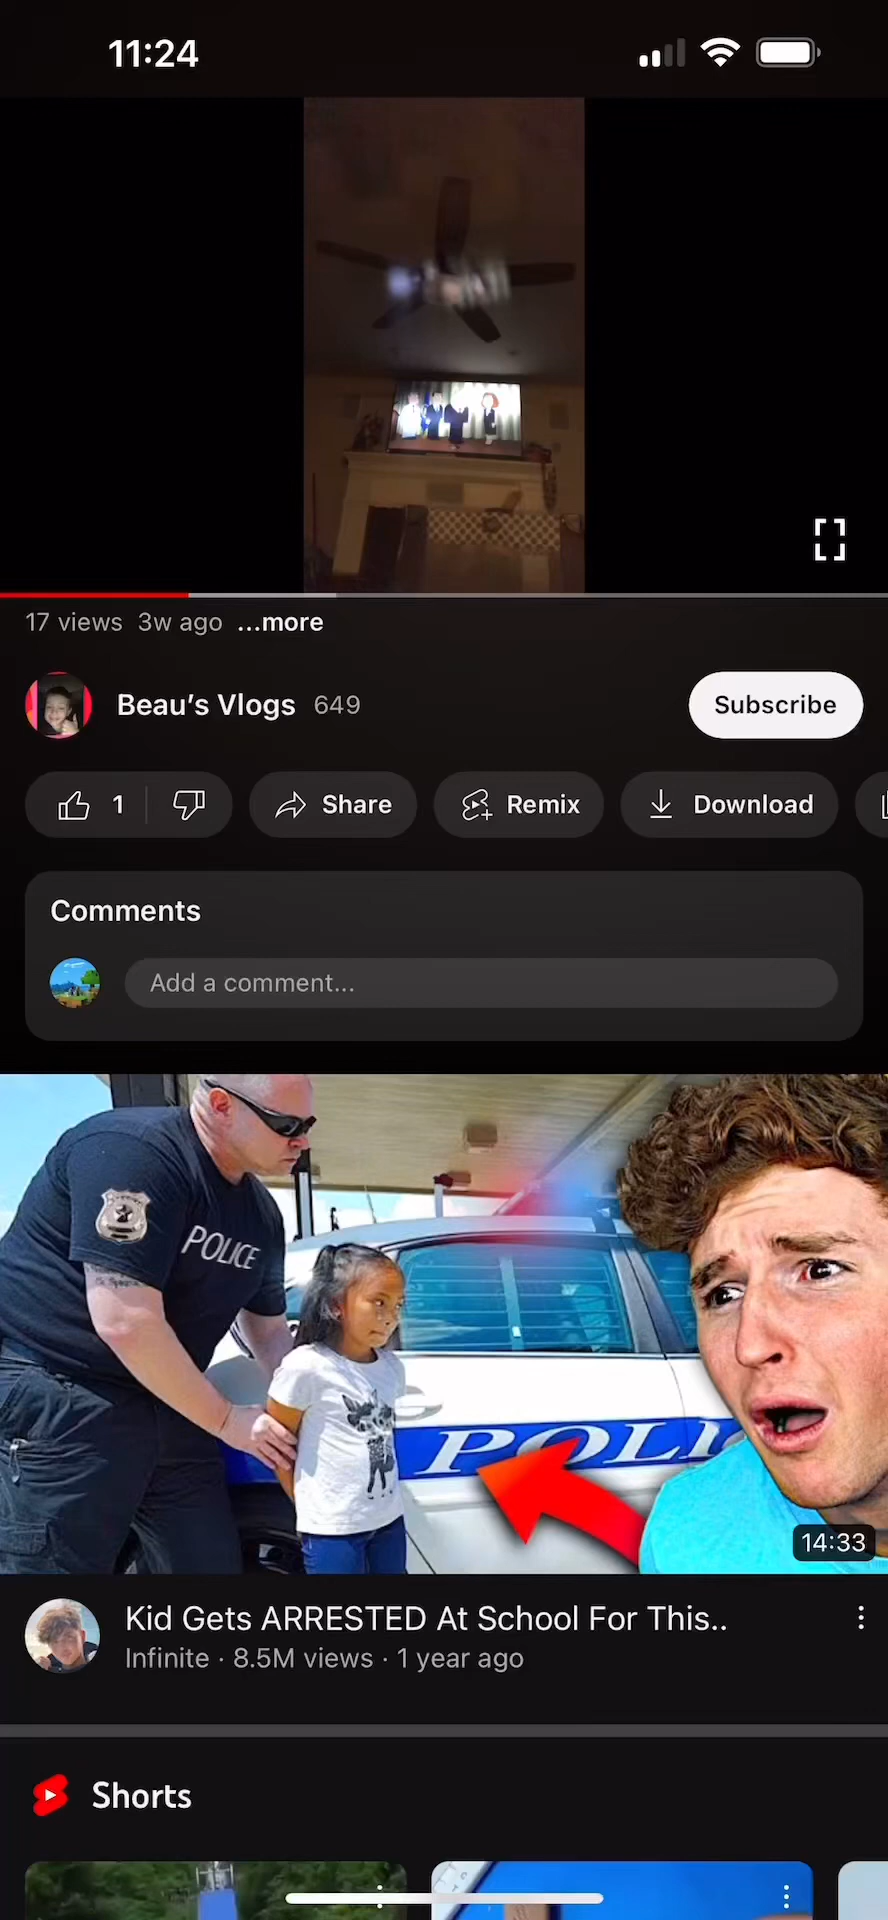 11:24
17 views 3w ago ...more
Beau’s Vlogs 649
Subscribe
1
Share
Remix
Download
Comments
Add a comment...
POLICE
POLI
14:33
Kid Gets ARRESTED At School For This..
Infinite · 8.5M views · 1 year ago
Shorts